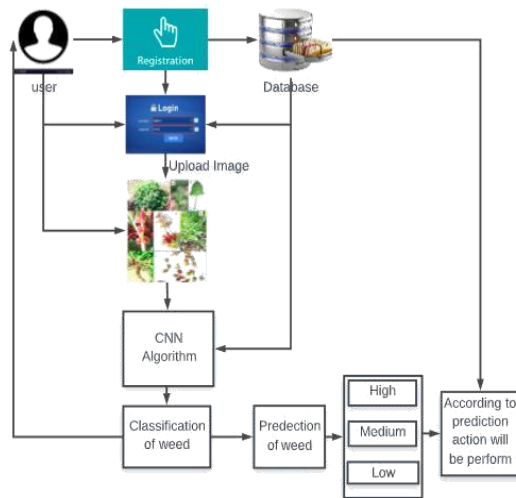 Registration
user
Database
Login
Upload Image
CNN
Algorithm
Classification
of weed
Predection
of weed
High
Medium
Low
According to
prediction
action will
be perform